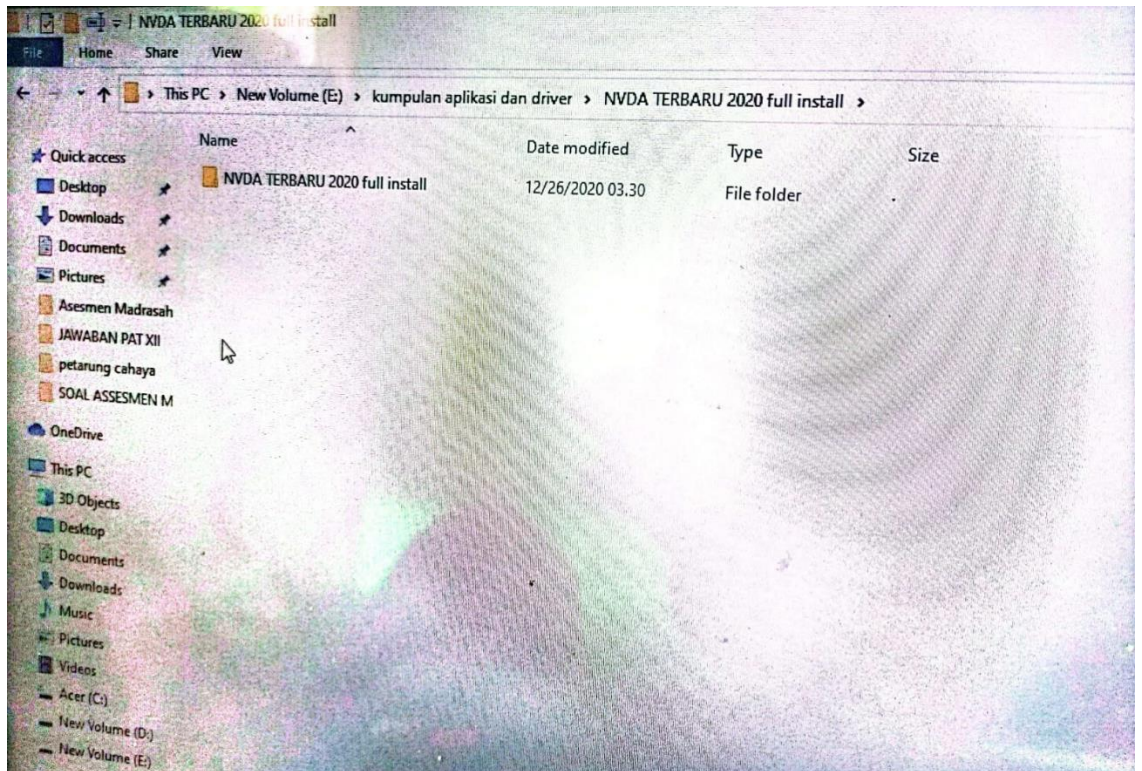 NVDA TERBARU 2020 full install
File Home Share View
This PC > New Volume (E:) > kumpulan aplikasi dan driver > NVDA TERBARU 2020 full install >
Name Date modified Type Size
NVDA TERBARU 2020 full install 12/26/2020 03.30 File folder
Quick access
Desktop
Downloads
Documents
Pictures
Asesmen Madrasah
JAWABAN PAT XII
petarung cahaya
SOAL ASSESMEN M
OneDrive
This PC
3D Objects
Desktop
Documents
Downloads
Music
Pictures
Videos
Acer (C:)
New Volume (D:)
New Volume (E:)